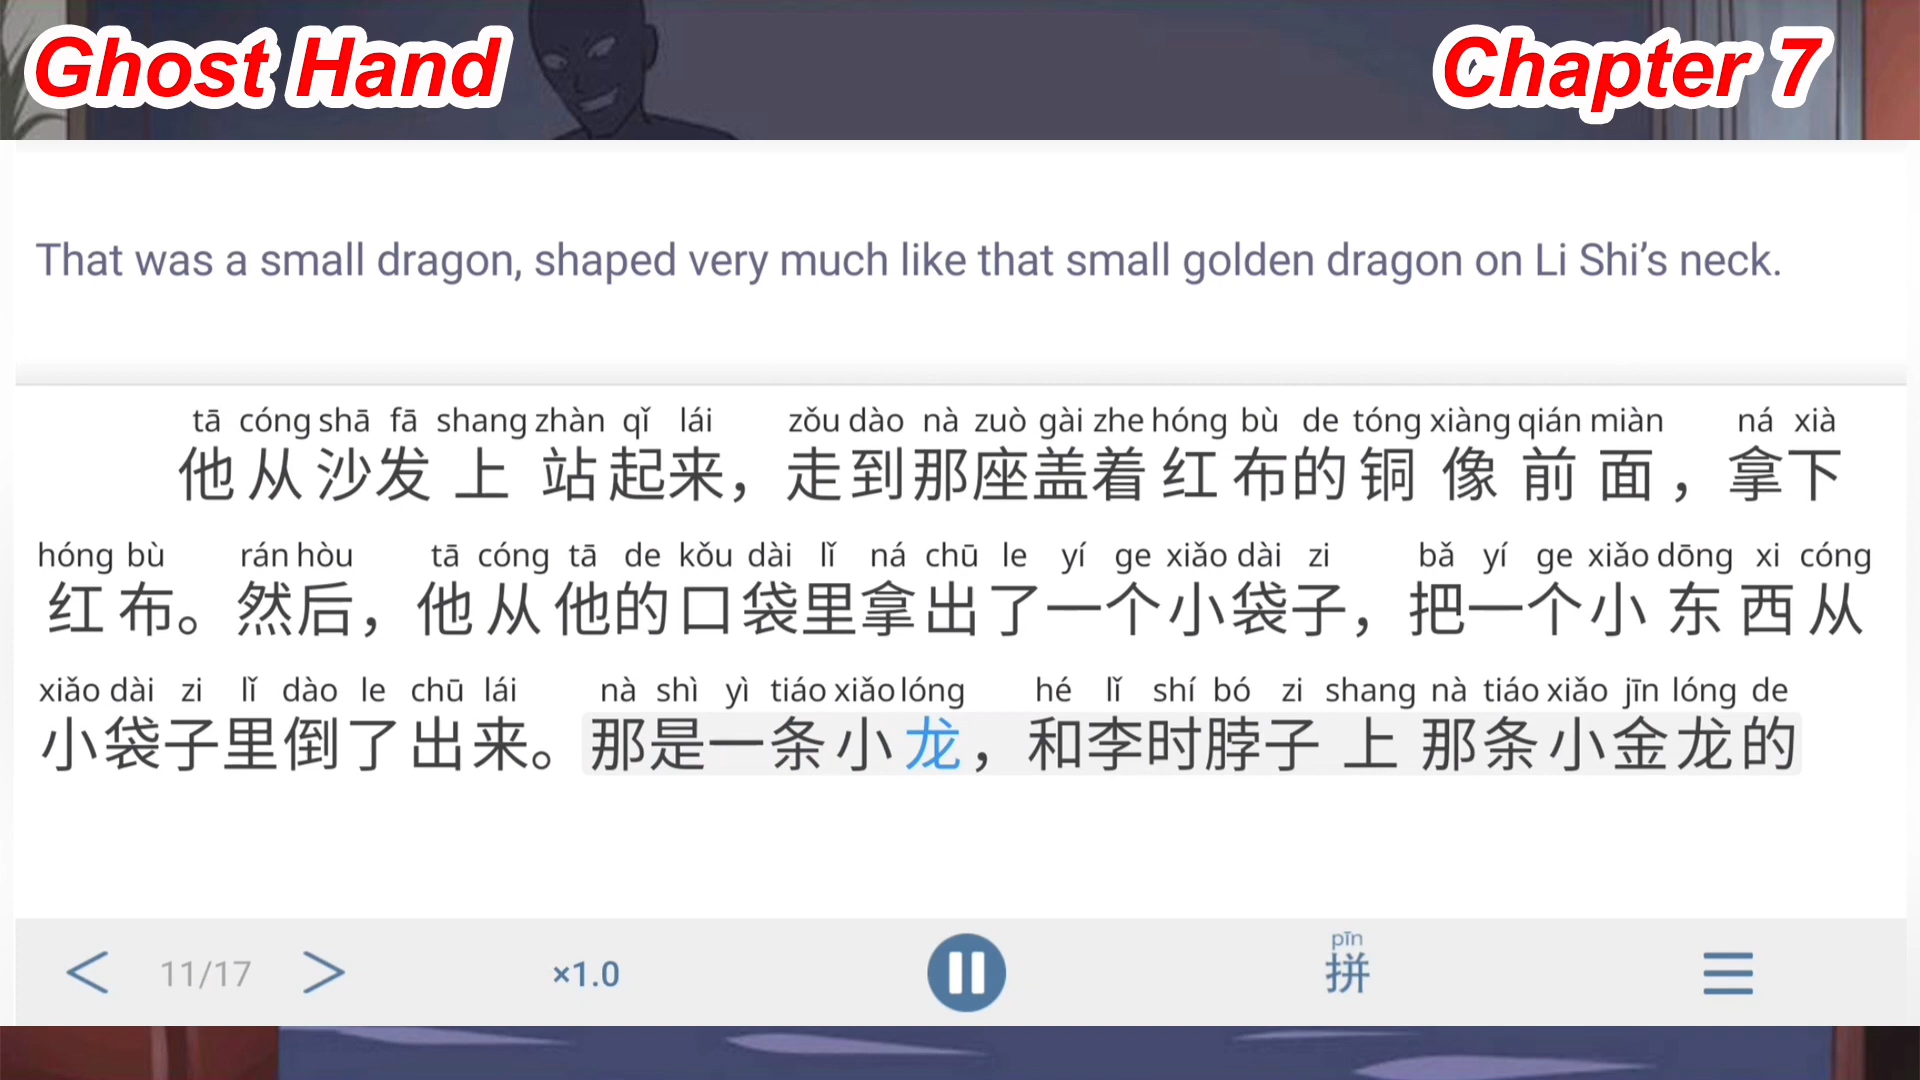 Ghost Hand
Chapter 7
That was a small dragon, shaped very much like that small golden dragon on Li Shi’s neck.
tā cóng shā fā shang zhàn qǐ lái zǒu dào nà zuò gài zhe hóng bù de tóng xiàng qián miàn ná xià
他从沙发上站起来，走到那座盖着红布的铜像前面，拿下
hóng bù rán hòu tā cóng tā de kǒu dài lǐ ná chū le yí ge xiǎo dài zi bǎ yí ge xiǎo dōng xi cóng
红布。然后，他从他的口袋里拿出了一个小袋子，把一个小东西从
xiǎo dài zi lǐ dào le chū lái nà shì yì tiáo xiǎo lóng hé lǐ shí bó zi shang nà tiáo xiǎo jīn lóng de
小袋子里倒了出来。那是一条小龙，和李时脖子上那条小金龙的
11/17
×1.0
pīn
拼